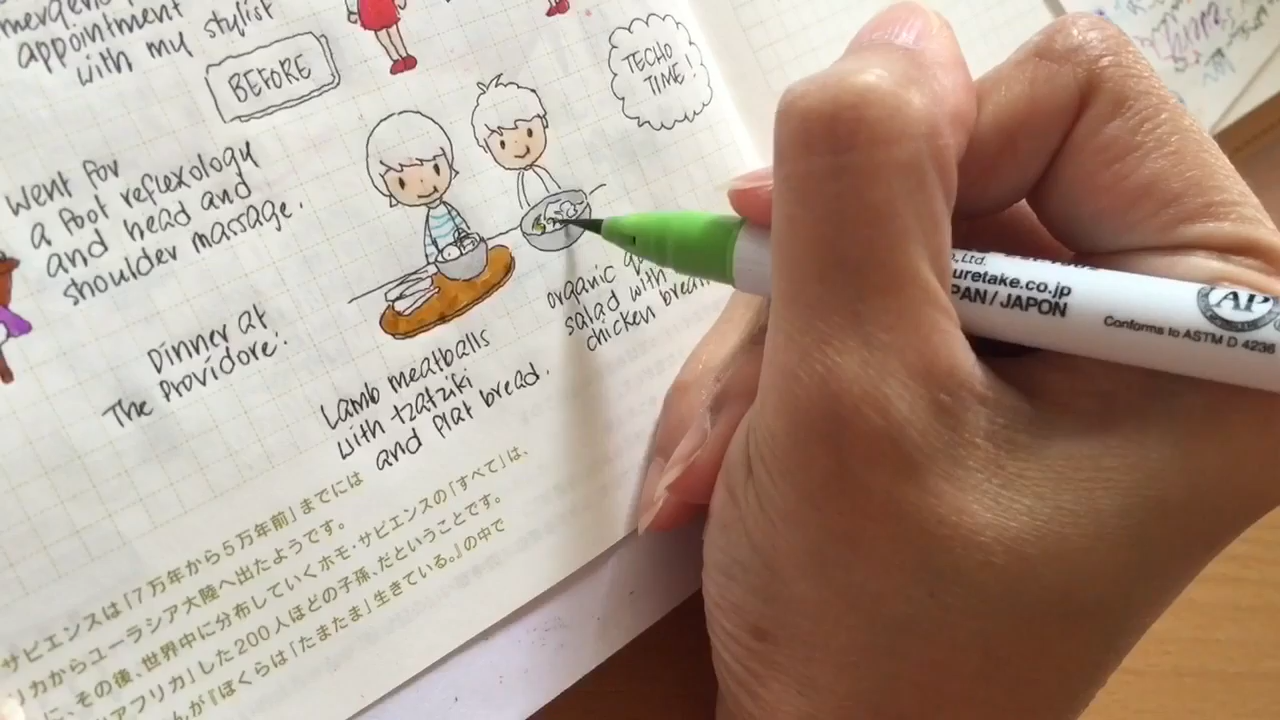 appointment
with my stylist
BEFORE
TECHO
TIME!
Went for
a foot reflexology
and head and
shoulder massage.
Dinner at
The Providore.
Lamb meatballs
with tzatziki
and flat bread.
organic
salad with
chicken
サピエンスは「7万年から5万年前」までには
リカからユーラシア大陸へ出たようです。
に、その後、世界中に分布していくホモ・サピエンスの「すべて」は、
アフリカ」した200人ほどの子孫、だということです。
が『ぼくらは「たまたま」生きている。』の中で
Co.,Ltd.
uretake.co.jp
PAN / JAPON
AP
Conforms to ASTM D 4236